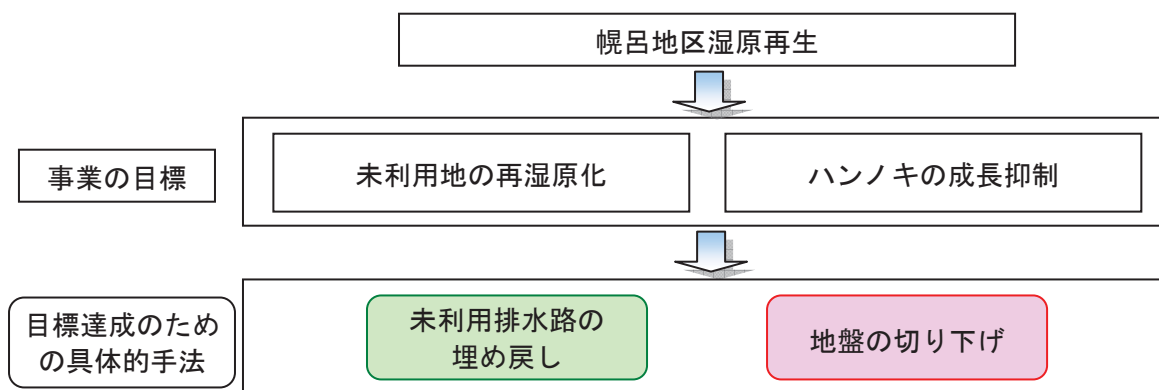 幌呂地区湿原再生
事業の目標
未利用地の再湿原化
ハンノキの成長抑制
目標達成のため
の具体的手法
未利用排水路の
埋め戻し
地盤の切り下げ